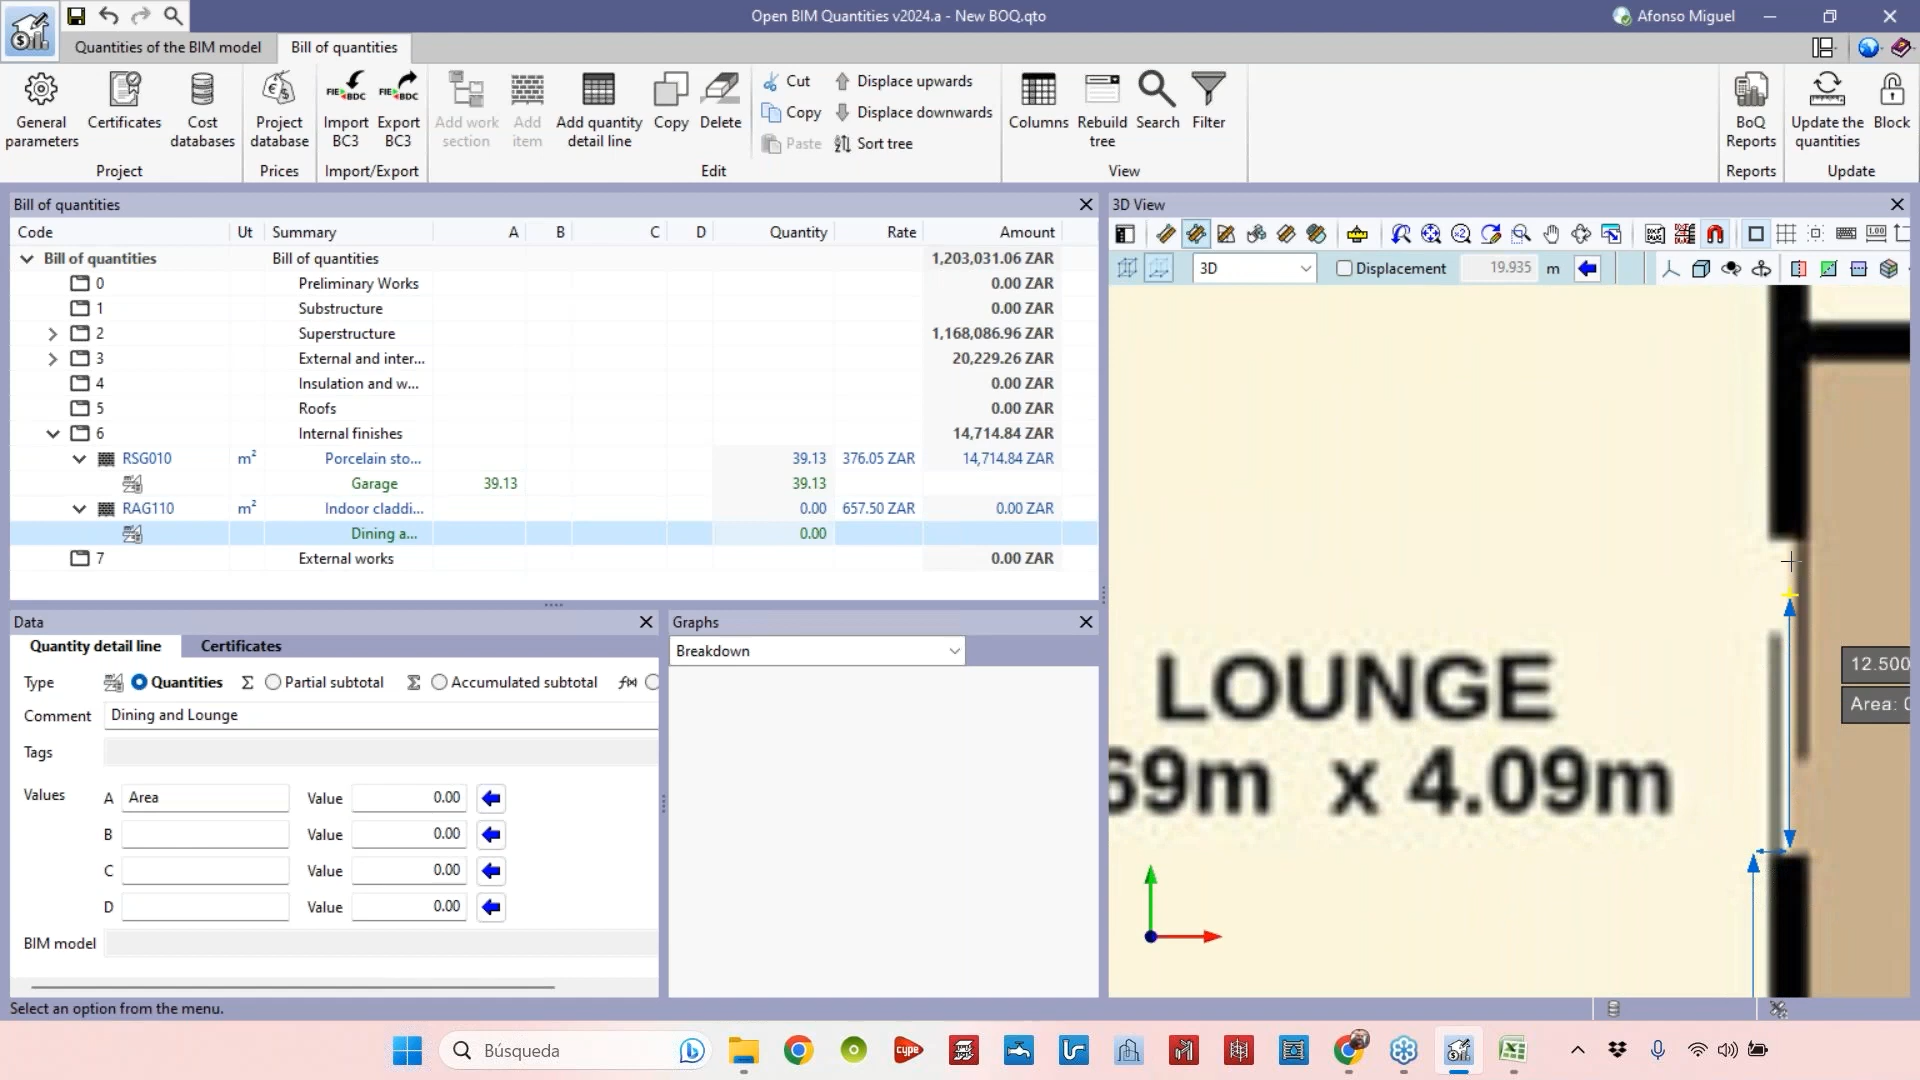 Open BIM Quantities v2024.a - New BOQ.qto
Afonso Miguel
Quantities of the BIM model
Bill of quantities
General parameters
Certificates
Cost databases
Project database
FIE BDC
Import BC3
FIE BDC
Export BC3
Add work section
Add item
Add quantity detail line
Copy
Delete
Cut
Copy
Paste
Displace upwards
Displace downwards
Sort tree
Columns
Rebuild tree
Search
Filter
BoQ Reports
Update the quantities
Block
Project
Prices
Import/Export
Edit
View
Reports
Update
Bill of quantities
Code Ut Summary A B C D Quantity Rate Amount
Bill of quantities Bill of quantities 1,203,031.06 ZAR
0 Preliminary Works 0.00 ZAR
1 Substructure 0.00 ZAR
2 Superstructure 1,168,086.96 ZAR
3 External and inter... 20,229.26 ZAR
4 Insulation and w... 0.00 ZAR
5 Roofs 0.00 ZAR
6 Internal finishes 14,714.84 ZAR
RSG010 m² Porcelain sto... 39.13 376.05 ZAR 14,714.84 ZAR
Garage 39.13 39.13
RAG110 m² Indoor claddi... 0.00 657.50 ZAR 0.00 ZAR
Dining a... 0.00
7 External works 0.00 ZAR
3D View
3D
Displacement
19.935 m
LOUNGE
69m x 4.09m
12.500
Area: 0
Data
Quantity detail line
Certificates
Type Quantities Σ Partial subtotal Σ Accumulated subtotal f(x)
Comment Dining and Lounge
Tags
Values A Area Value 0.00
B Value 0.00
C Value 0.00
D Value 0.00
BIM model
Graphs
Breakdown
Select an option from the menu.
Búsqueda
cype